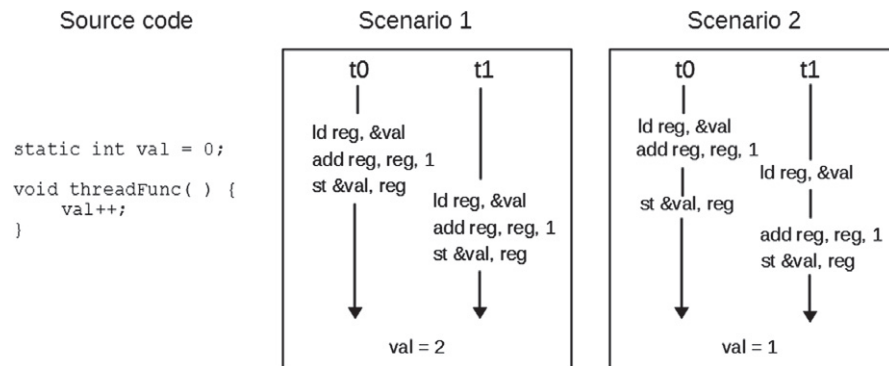 Source code
static int val = 0;
void threadFunc( ) {
val++;
}
Scenario 1
t0 t1
ld reg, &val
add reg, reg, 1
st &val, reg
ld reg, &val
add reg, reg, 1
st &val, reg
val = 2
Scenario 2
t0 t1
ld reg, &val
add reg, reg, 1
ld reg, &val
st &val, reg
add reg, reg, 1
st &val, reg
val = 1